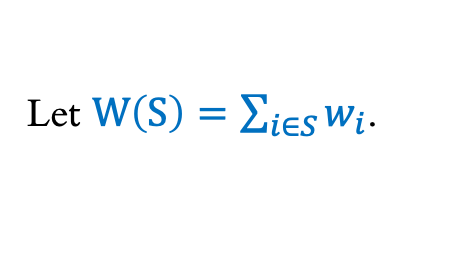 Let W(S) = ∑_{i∈S} w_i.